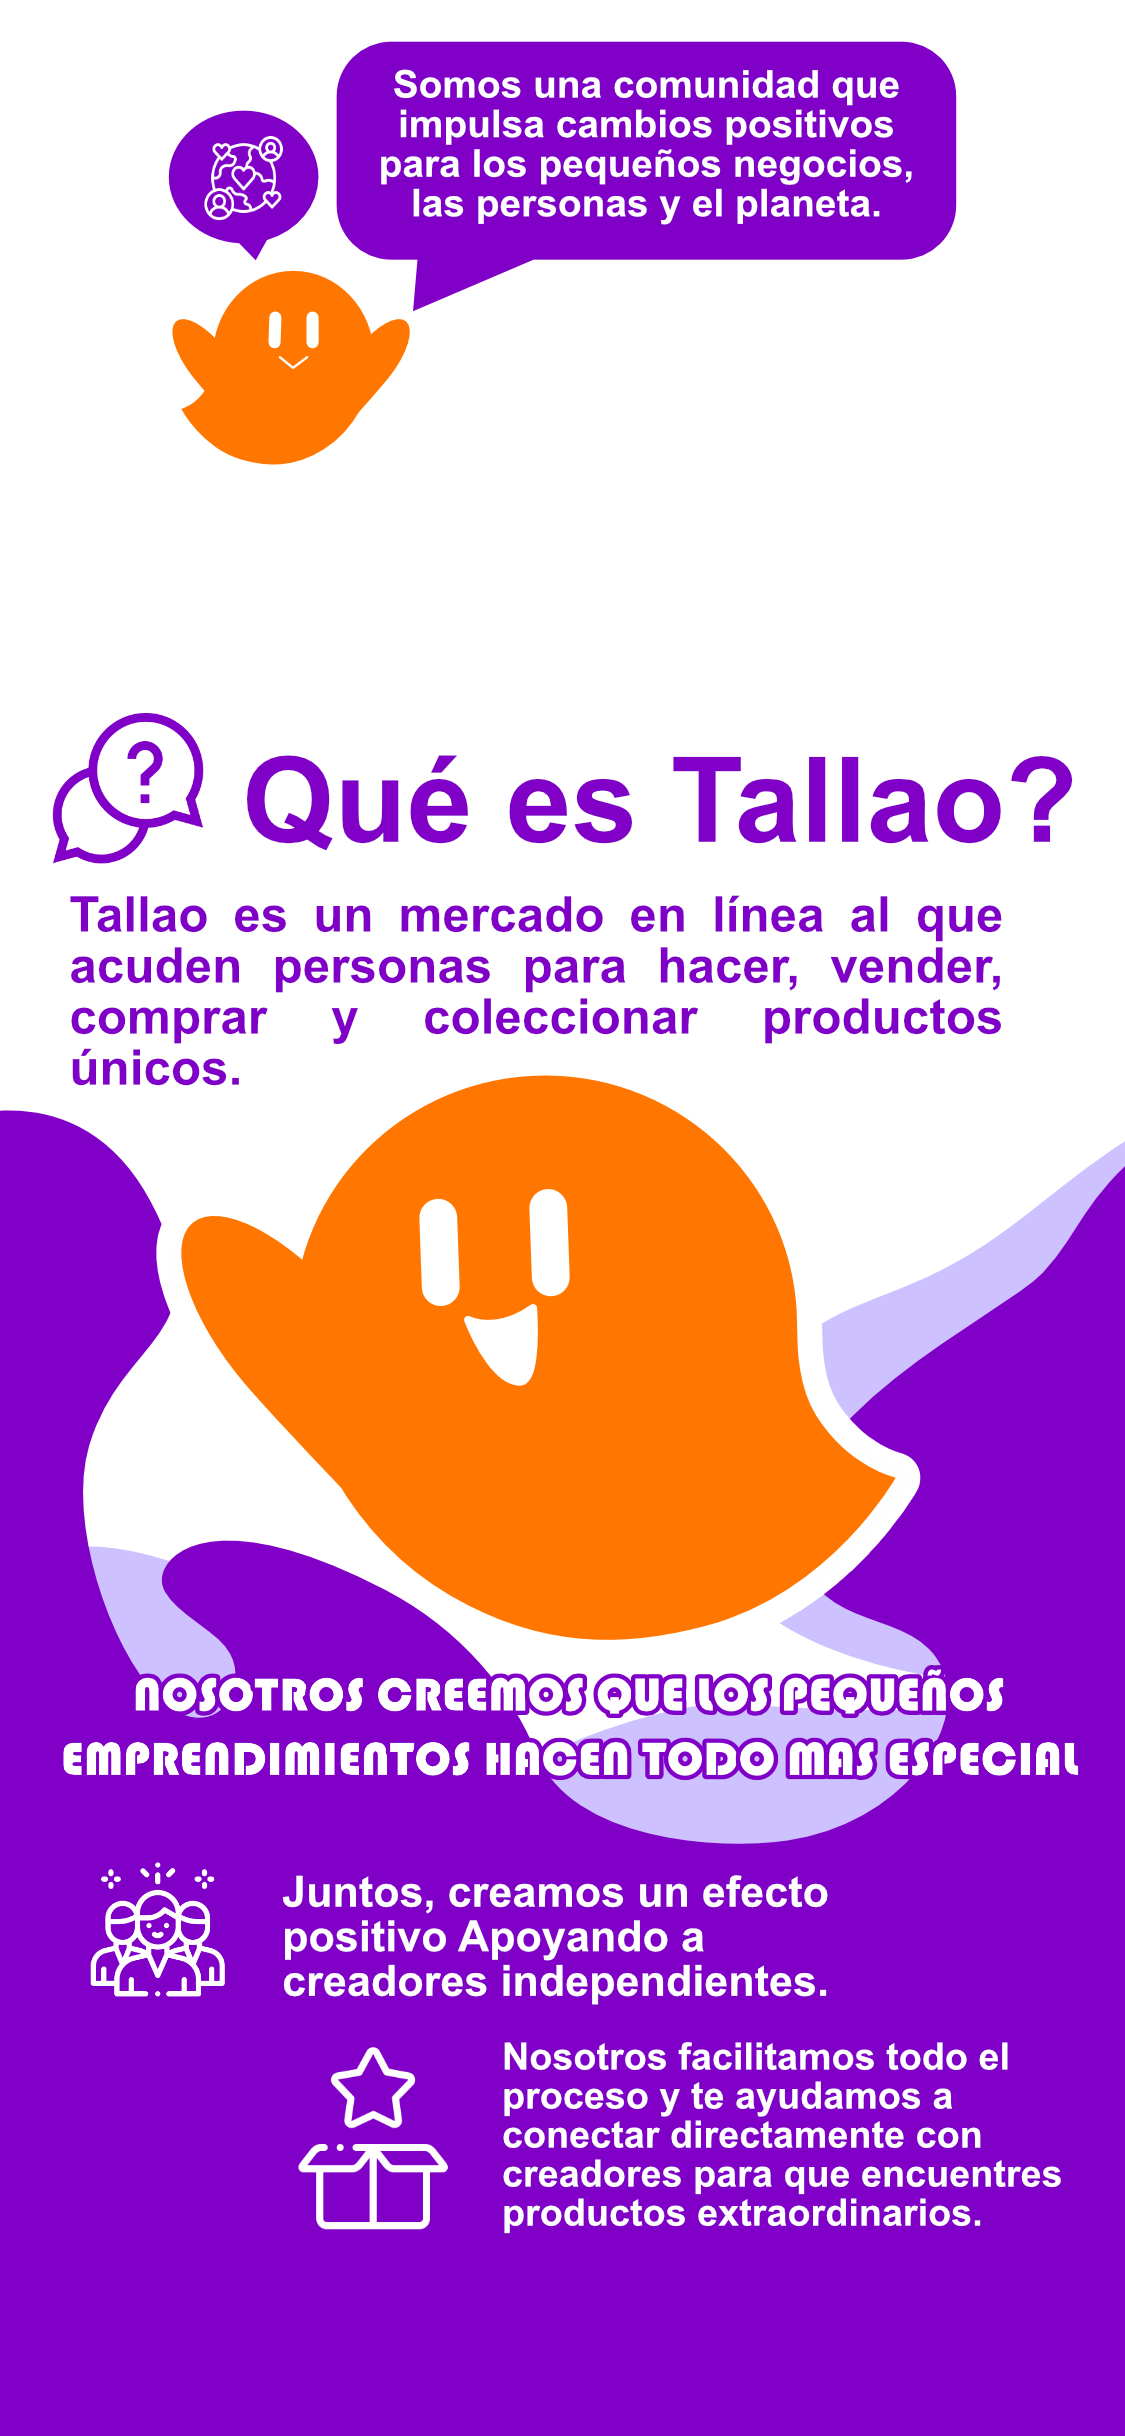 Somos una comunidad que
impulsa cambios positivos
para los pequeños negocios,
las personas y el planeta.
?
Qué es Tallao?
Tallao es un mercado en línea al que
acuden personas para hacer, vender,
comprar y coleccionar productos
únicos.
NOSOTROS CREEMOS QUE LOS PEQUEÑOS
EMPRENDIMIENTOS HACEN TODO MAS ESPECIAL
Juntos, creamos un efecto
positivo Apoyando a
creadores independientes.
Nosotros facilitamos todo el
proceso y te ayudamos a
conectar directamente con
creadores para que encuentres
productos extraordinarios.